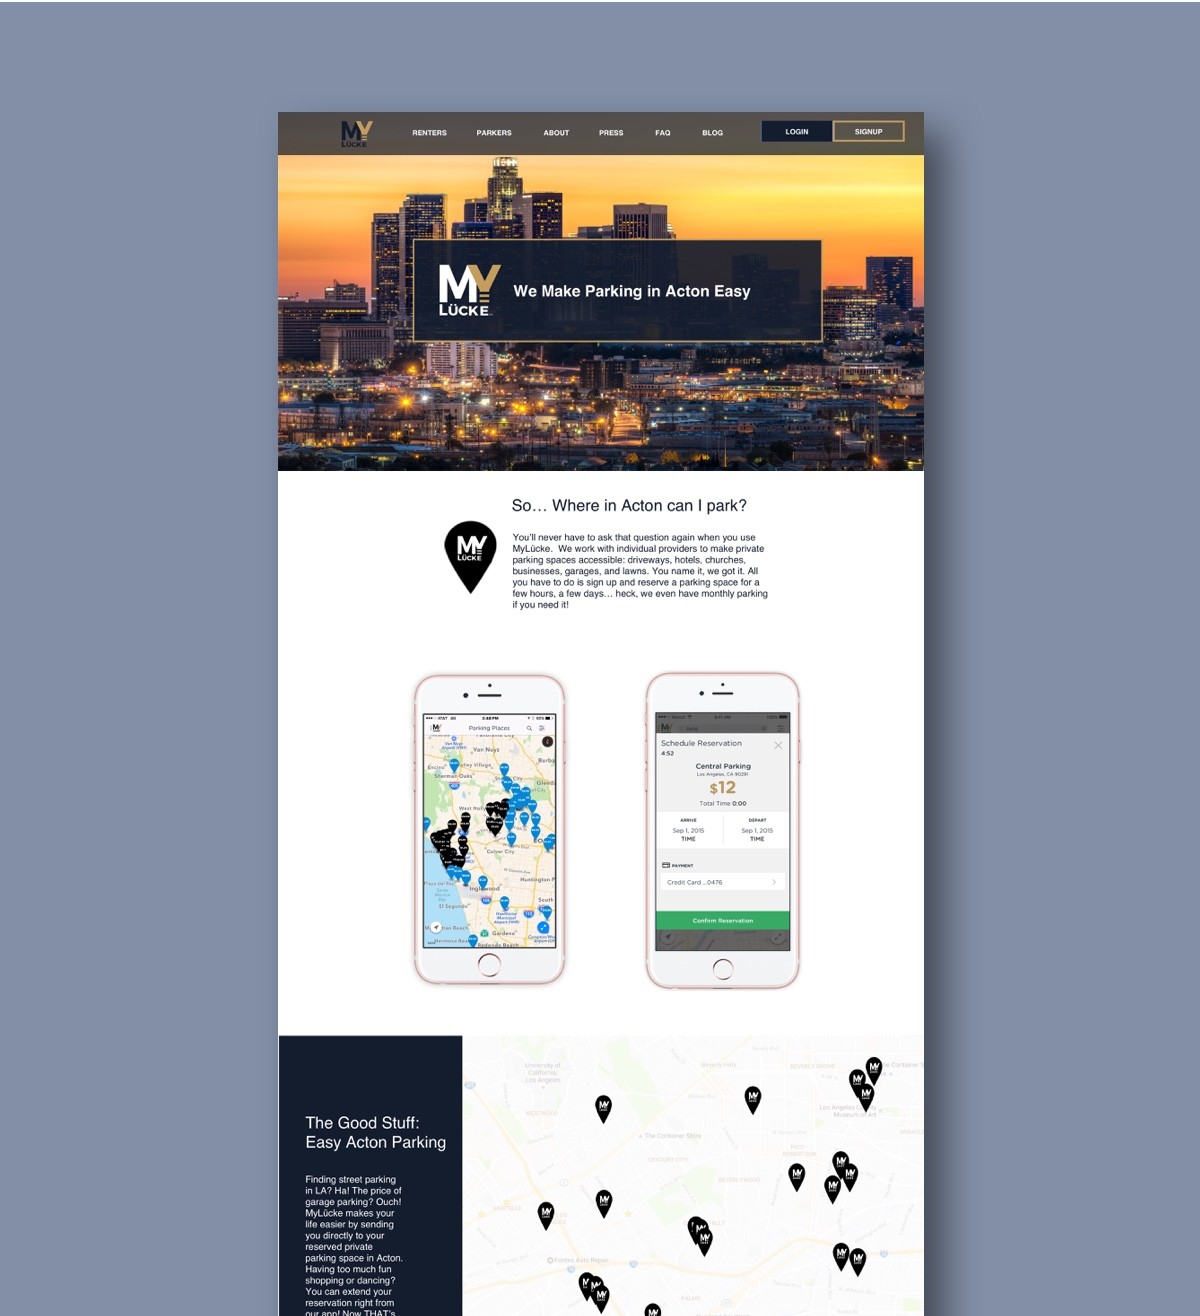 MY
LÜCKE
RENTERS
PARKERS
ABOUT
PRESS
FAQ
BLOG
LOGIN
SIGNUP
MY
LÜCKE
We Make Parking in Acton Easy
So… Where in Acton can I park?
MY
LÜCKE
You'll never have to ask that question again when you use
MyLücke.  We work with individual providers to make private
parking spaces accessible: driveways, hotels, churches,
businesses, garages, and lawns. You name it, we got it. All
you have to do is sign up and reserve a parking space for a
few hours, a few days… heck, we even have monthly parking
if you need it!
AT&T
3:48 PM
Parking Places
Van Nuys
Sherman Oaks
Culver City
Inglewood
El Segundo
Huntington P
South
Gardena
Hermosa Beach
Redondo Beach
Schedule Reservation
4:52
Central Parking
Los Angeles, CA 90291
$12
Total Time 0:00
ARRIVE
DEPART
Sep 1, 2015
Sep 1, 2015
TIME
TIME
PAYMENT
Credit Card ...0476
Confirm Reservation
The Good Stuff:
Easy Acton Parking
Finding street parking
in LA? Ha! The price of
garage parking? Ouch!
MyLücke makes your
life easier by sending
you directly to your
reserved private
parking space in Acton.
Having too much fun
shopping or dancing?
You can extend your
reservation right from
our app! Now THAT's
University of
California,
Los Angeles
Beverly Hills
The Container Store
Los Angeles County
Museum of Art
WESTWOOD
CENTURY CITY
BEVERLYWOOD
Fontes Auto Repair
PALMS